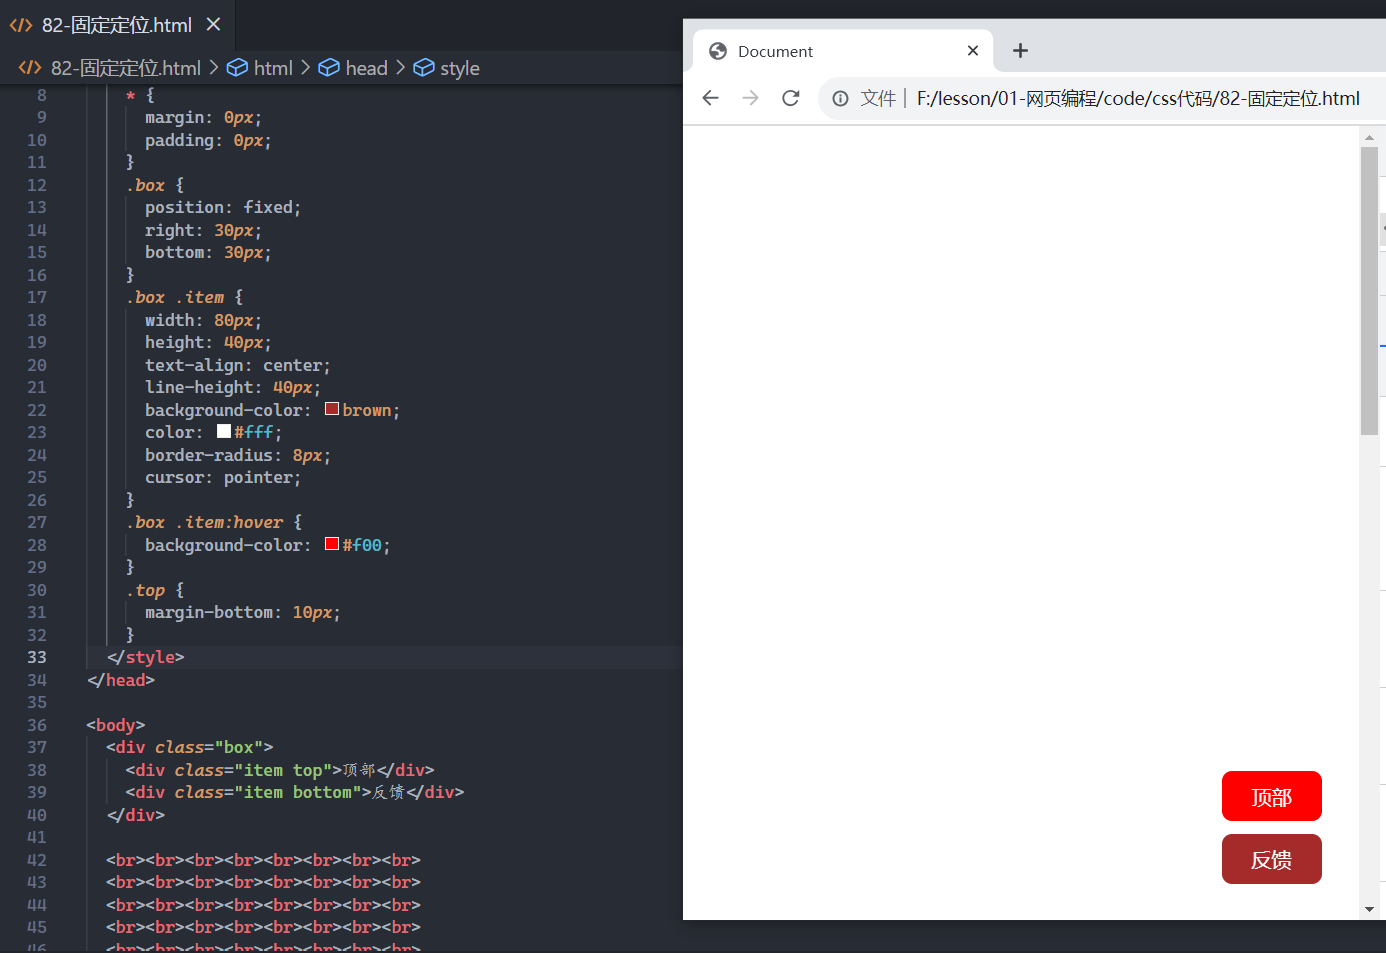 82-固定定位.html
82-固定定位.html > html > head > style
8 * {
9 margin: 0px;
10 padding: 0px;
11 }
12 .box {
13 position: fixed;
14 right: 30px;
15 bottom: 30px;
16 }
17 .box .item {
18 width: 80px;
19 height: 40px;
20 text-align: center;
21 line-height: 40px;
22 background-color: brown;
23 color: #fff;
24 border-radius: 8px;
25 cursor: pointer;
26 }
27 .box .item:hover {
28 background-color: #f00;
29 }
30 .top {
31 margin-bottom: 10px;
32 }
33 </style>
34 </head>
35
36 <body>
37 <div class="box">
38 <div class="item top">顶部</div>
39 <div class="item bottom">反馈</div>
40 </div>
41
42 <br><br><br><br><br><br><br><br>
43 <br><br><br><br><br><br><br><br>
44 <br><br><br><br><br><br><br><br>
45 <br><br><br><br><br><br><br><br>
46 <br><br><br><br><br><br><br><br>
Document
文件 | F:/lesson/01-网页编程/code/css代码/82-固定定位.html
顶部
反馈